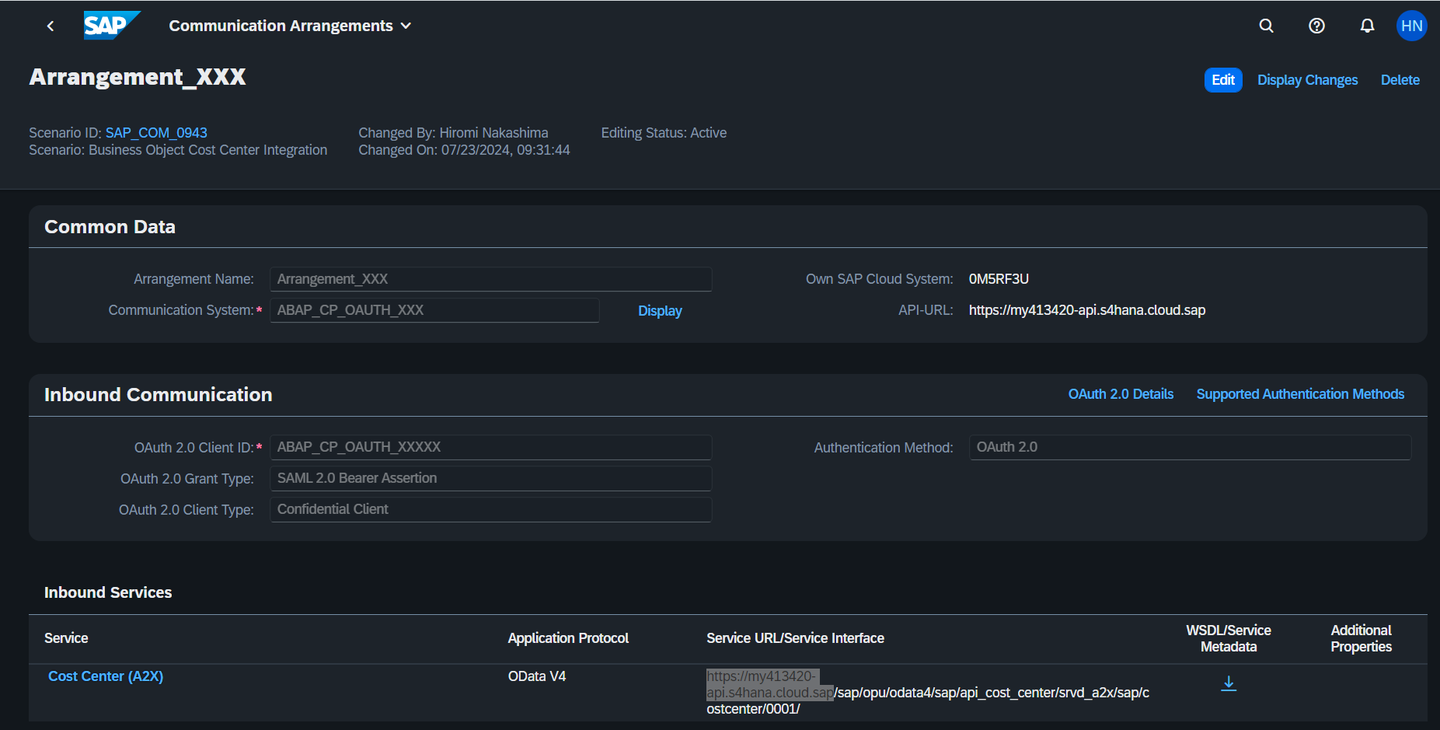 SAP Communication Arrangements HN
Arrangement_XXX
Edit Display Changes Delete
Scenario ID: SAP_COM_0943 Changed By: Hiromi Nakashima Editing Status: Active
Scenario: Business Object Cost Center Integration Changed On: 07/23/2024, 09:31:44
Common Data
Arrangement Name: Arrangement_XXX Own SAP Cloud System: 0M5RF3U
Communication System:* ABAP_CP_OAUTH_XXX Display API-URL: https://my413420-api.s4hana.cloud.sap
Inbound Communication OAuth 2.0 Details Supported Authentication Methods
OAuth 2.0 Client ID:* ABAP_CP_OAUTH_XXXXX Authentication Method: OAuth 2.0
OAuth 2.0 Grant Type: SAML 2.0 Bearer Assertion
OAuth 2.0 Client Type: Confidential Client
Inbound Services
Service Application Protocol Service URL/Service Interface WSDL/Service Metadata Additional Properties
Cost Center (A2X) OData V4 https://my413420-
api.s4hana.cloud.sap/sap/opu/odata4/sap/api_cost_center/srvd_a2x/sap/c
ostcenter/0001/